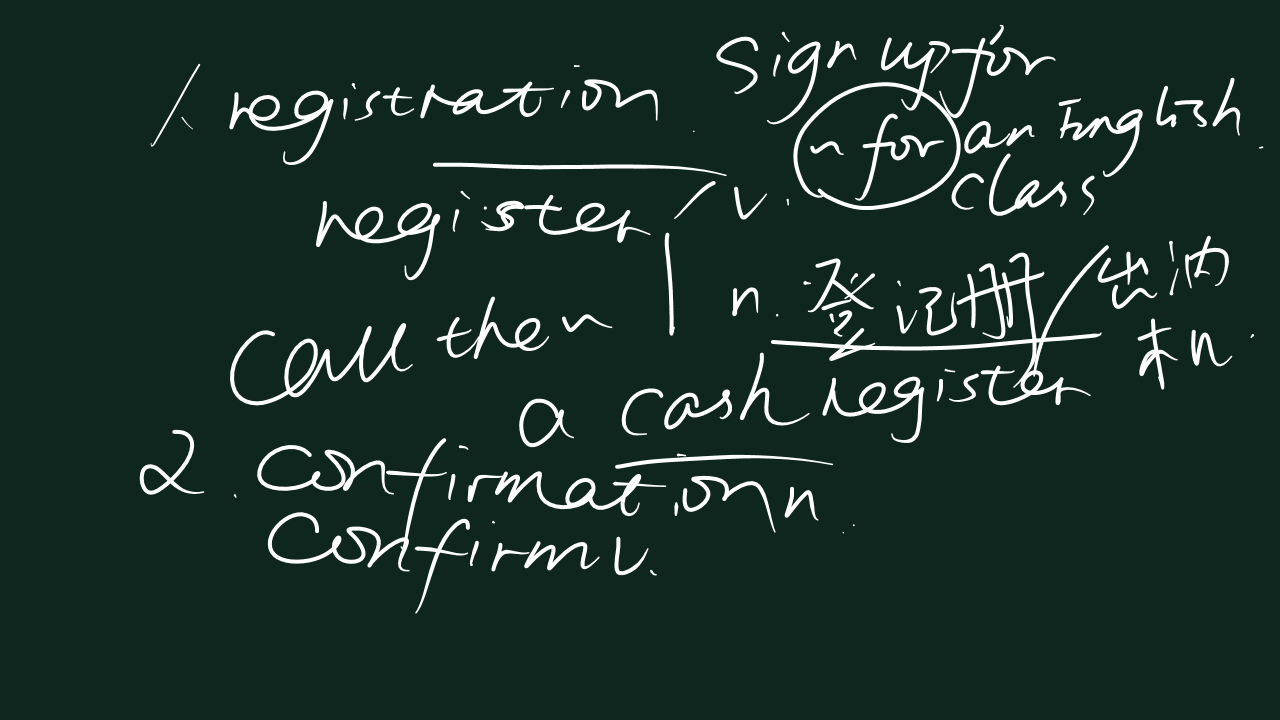 1. registration
Sign up for
~ for an English
class
register v.
n. 登记册/出纳
机
Call the ~
a cash register
2. confirmation n.
confirm v.